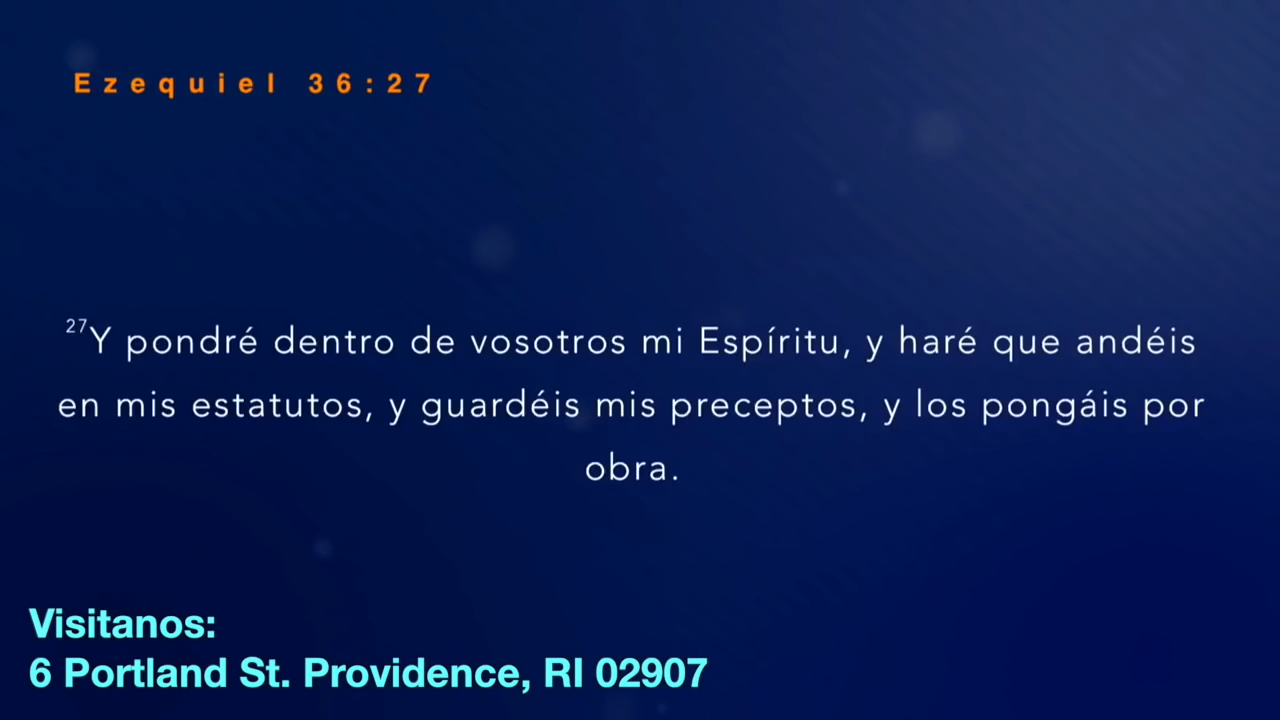 Ezequiel 36:27
27Y pondré dentro de vosotros mi Espíritu, y haré que andéis
en mis estatutos, y guardéis mis preceptos, y los pongáis por
obra.
Visitanos:
6 Portland St. Providence, RI 02907